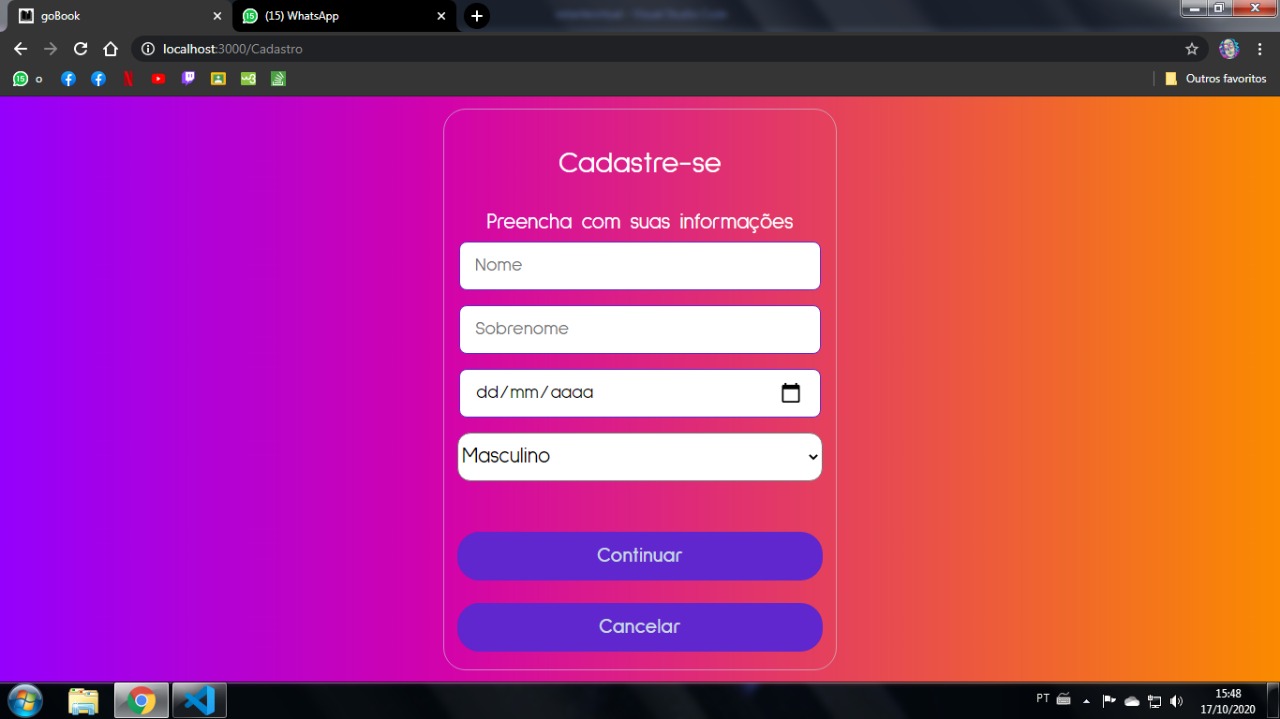 goBook
(15) WhatsApp
localhost:3000/Cadastro
Outros favoritos
Cadastre-se
Preencha com suas informações
Nome
Sobrenome
dd/mm/aaaa
Masculino
Continuar
Cancelar
PT
15:48
17/10/2020